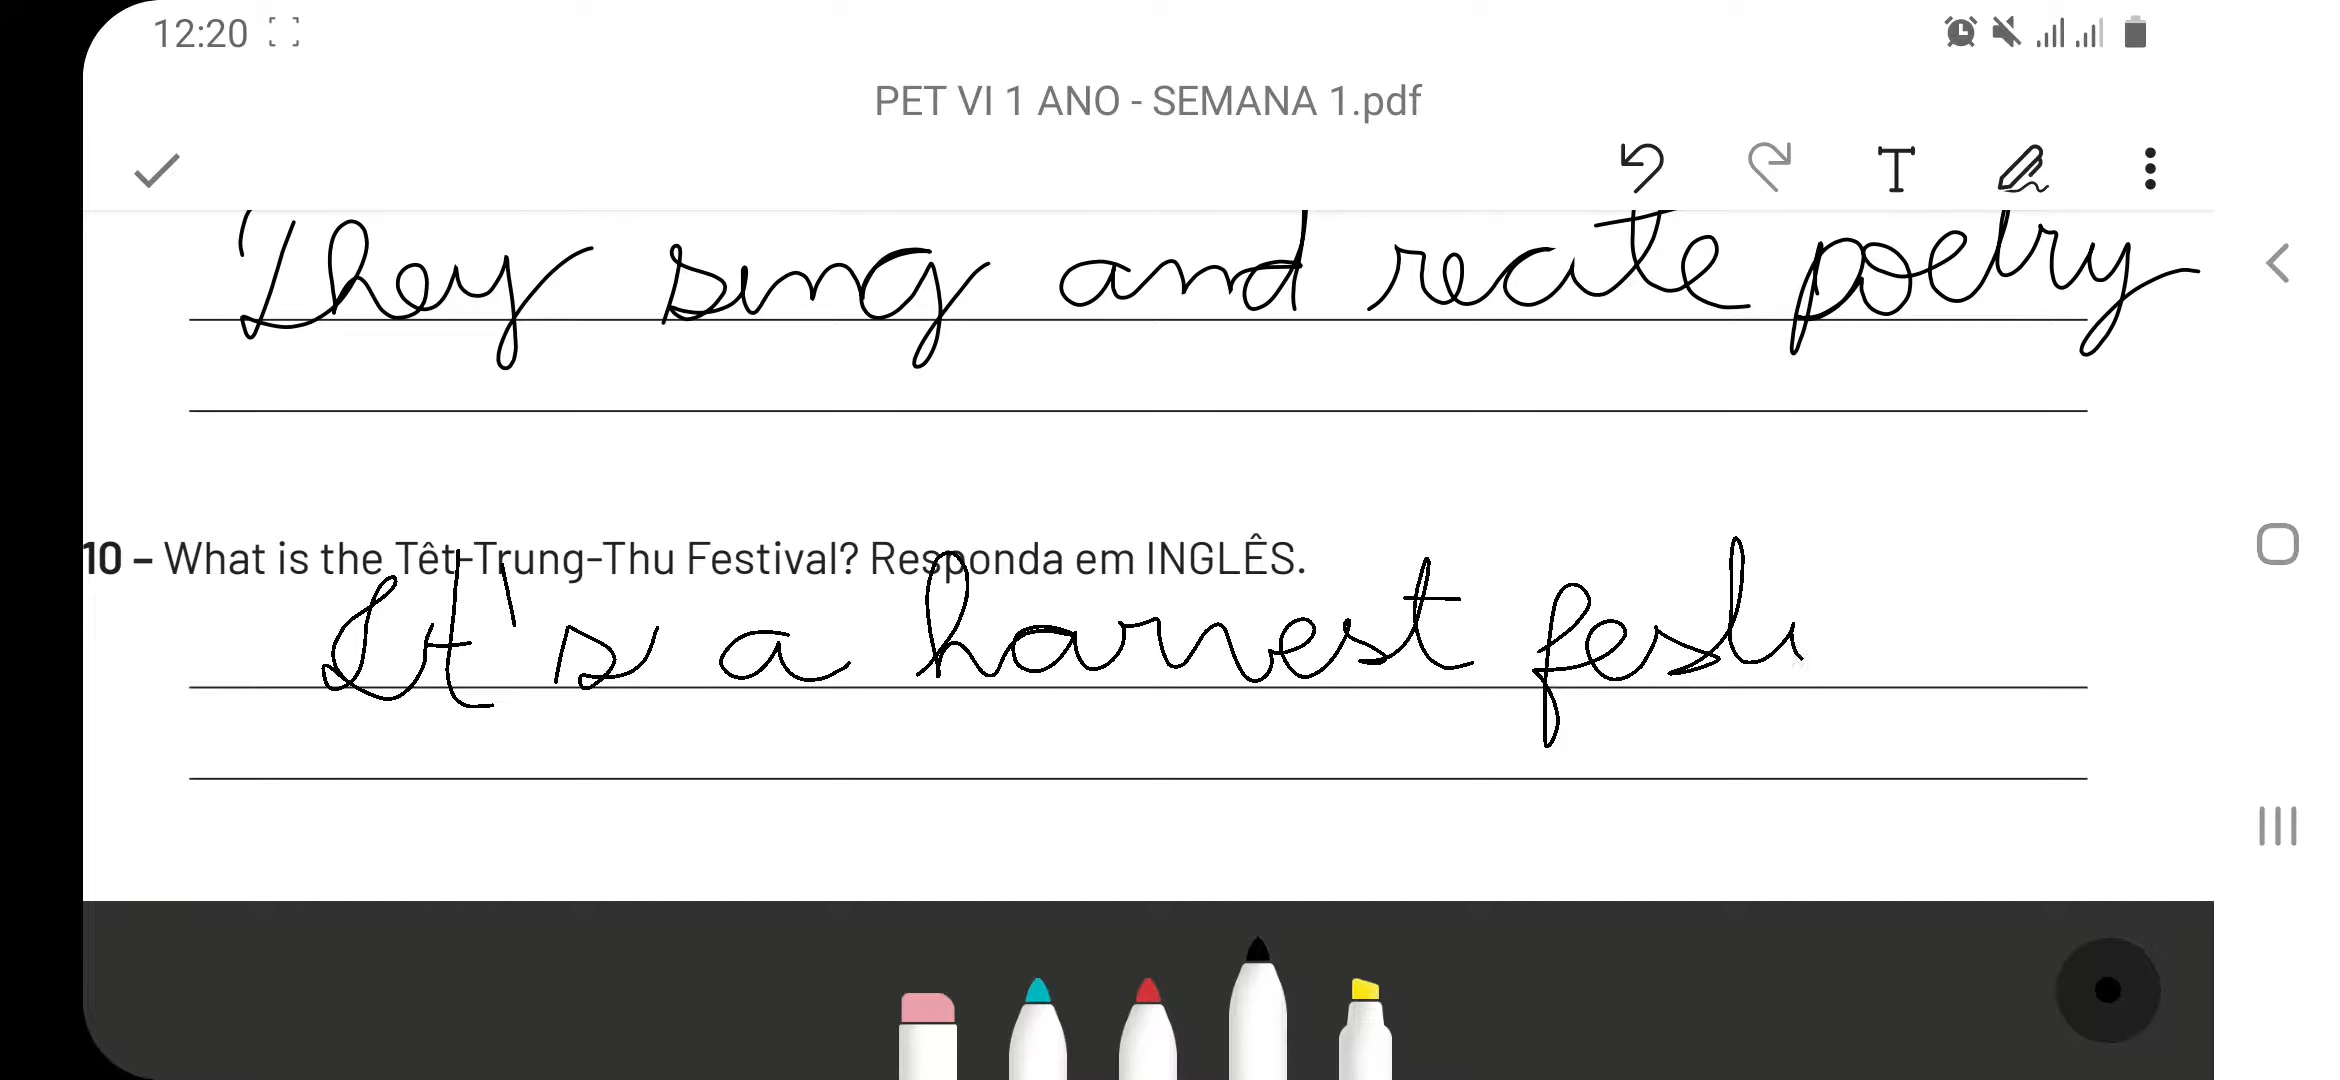 12:20
PET VI 1 ANO - SEMANA 1.pdf
T
They sing and recite poetry
10 – What is the Têt-Trung-Thu Festival? Responda em INGLÊS.
It's a harvest festi